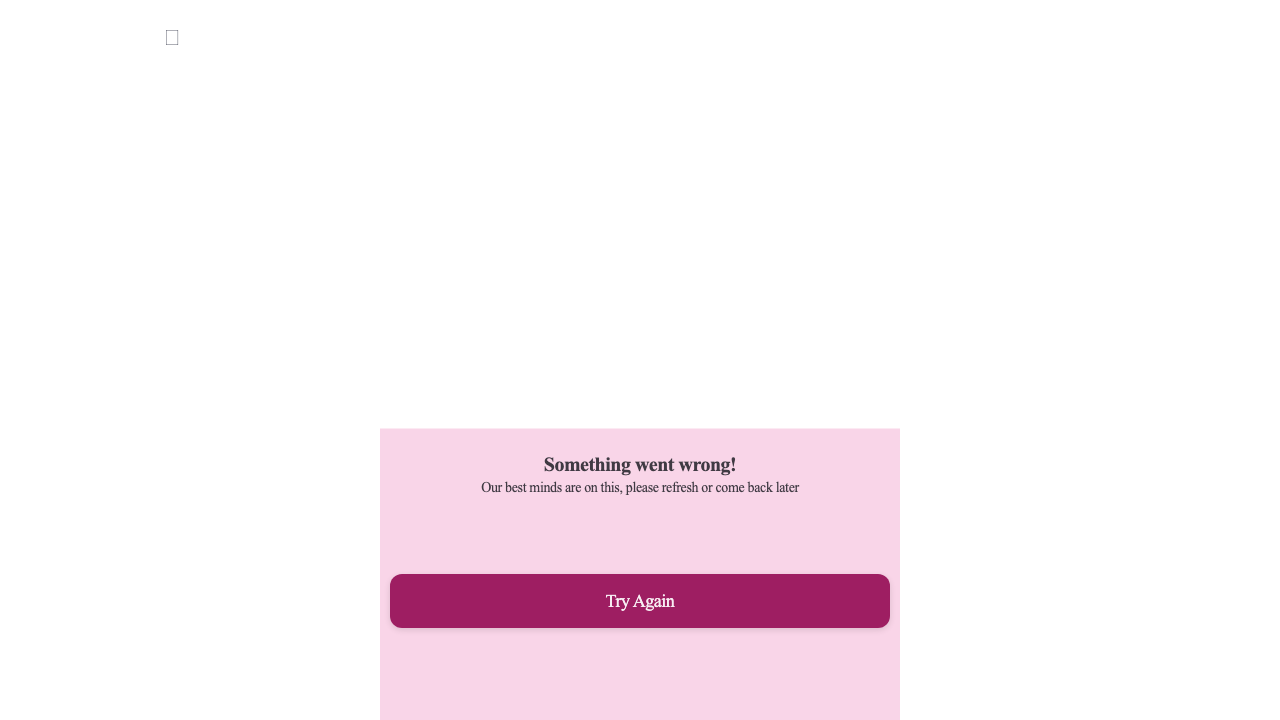 Something went wrong!
Our best minds are on this, please refresh or come back later
Try Again